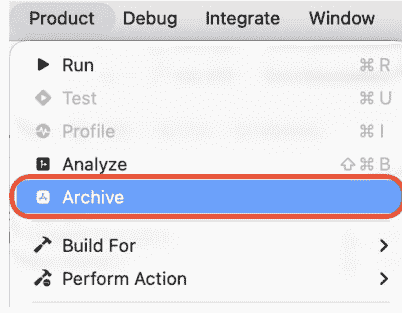 Product Debug Integrate Window
Run ⌘ R
Test ⌘ U
Profile ⌘ I
Analyze ⇧ ⌘ B
Archive
Build For
Perform Action